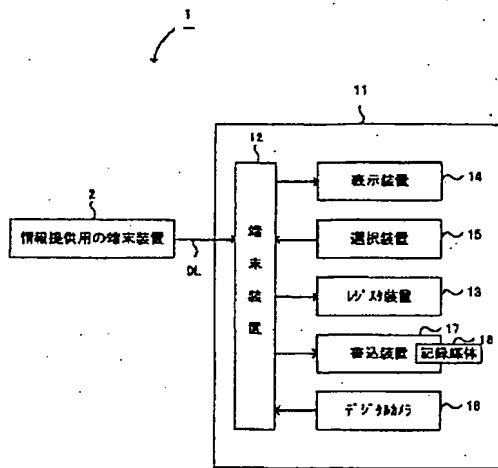 1
11
12
端末装置
表示装置
14
2
情報提供用の端末装置
DL
選択装置
15
レジスタ装置
13
17
18
書込装置
記録媒体
デジタルカメラ
16